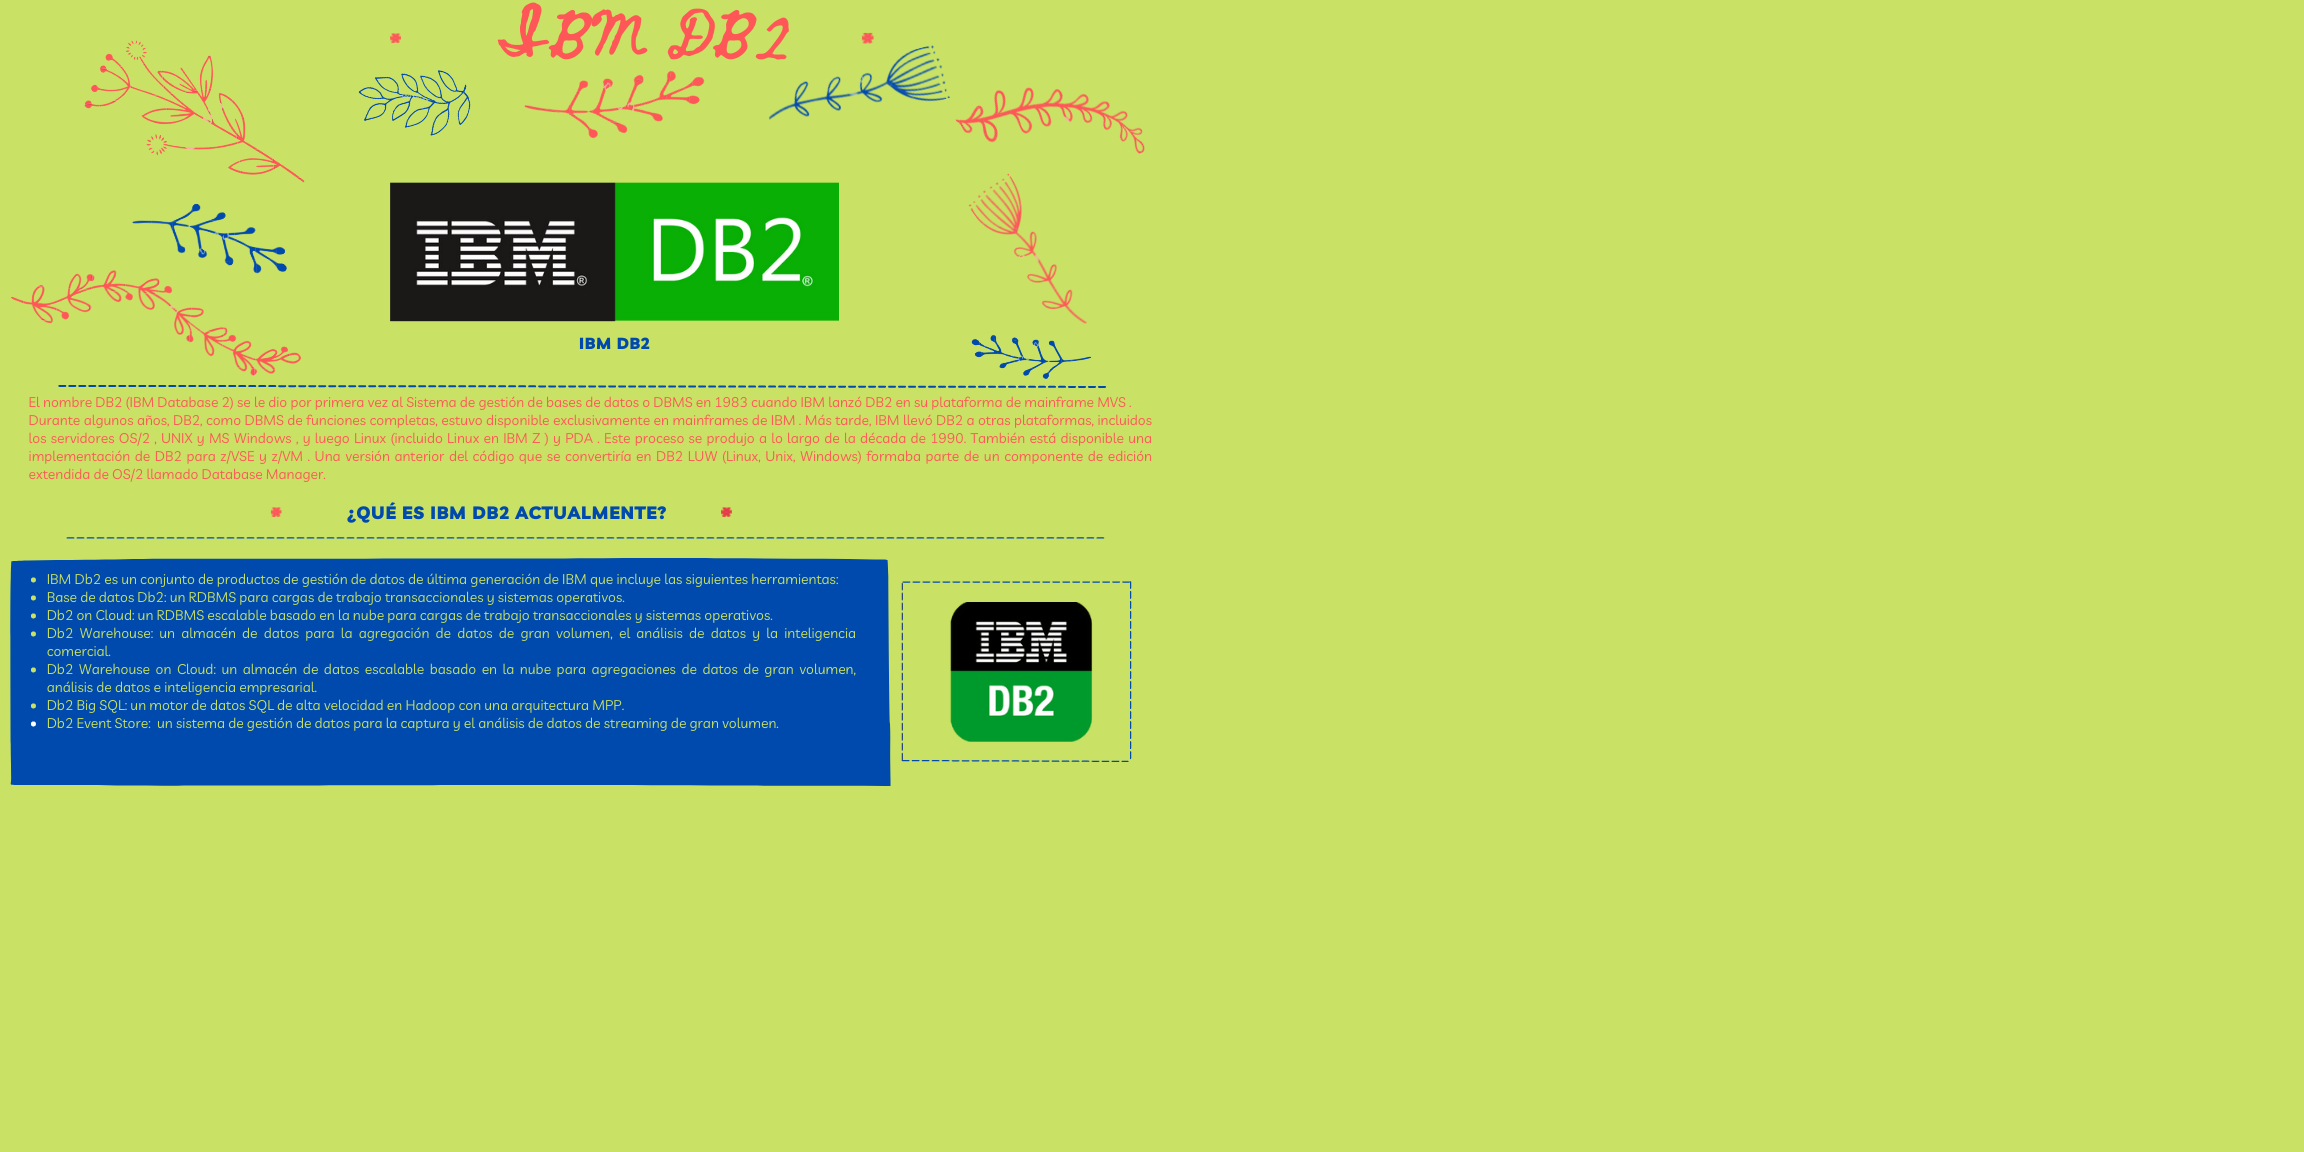 IBM DB2
IBM® DB2®
IBM DB2
El nombre DB2 (IBM Database 2) se le dio por primera vez al Sistema de gestión de bases de datos o DBMS en 1983 cuando IBM lanzó DB2 en su plataforma de mainframe MVS .
Durante algunos años, DB2, como DBMS de funciones completas, estuvo disponible exclusivamente en mainframes de IBM . Más tarde, IBM llevó DB2 a otras plataformas, incluidos
los servidores OS/2 , UNIX y MS Windows , y luego Linux (incluido Linux en IBM Z ) y PDA . Este proceso se produjo a lo largo de la década de 1990. También está disponible una
implementación de DB2 para z/VSE y z/VM . Una versión anterior del código que se convertiría en DB2 LUW (Linux, Unix, Windows) formaba parte de un componente de edición
extendida de OS/2 llamado Database Manager.
¿QUÉ ES IBM DB2 ACTUALMENTE?
• IBM Db2 es un conjunto de productos de gestión de datos de última generación de IBM que incluye las siguientes herramientas:
• Base de datos Db2: un RDBMS para cargas de trabajo transaccionales y sistemas operativos.
• Db2 on Cloud: un RDBMS escalable basado en la nube para cargas de trabajo transaccionales y sistemas operativos.
• Db2 Warehouse: un almacén de datos para la agregación de datos de gran volumen, el análisis de datos y la inteligencia
comercial.
• Db2 Warehouse on Cloud: un almacén de datos escalable basado en la nube para agregaciones de datos de gran volumen,
análisis de datos e inteligencia empresarial.
• Db2 Big SQL: un motor de datos SQL de alta velocidad en Hadoop con una arquitectura MPP.
• Db2 Event Store: un sistema de gestión de datos para la captura y el análisis de datos de streaming de gran volumen.
IBM
DB2